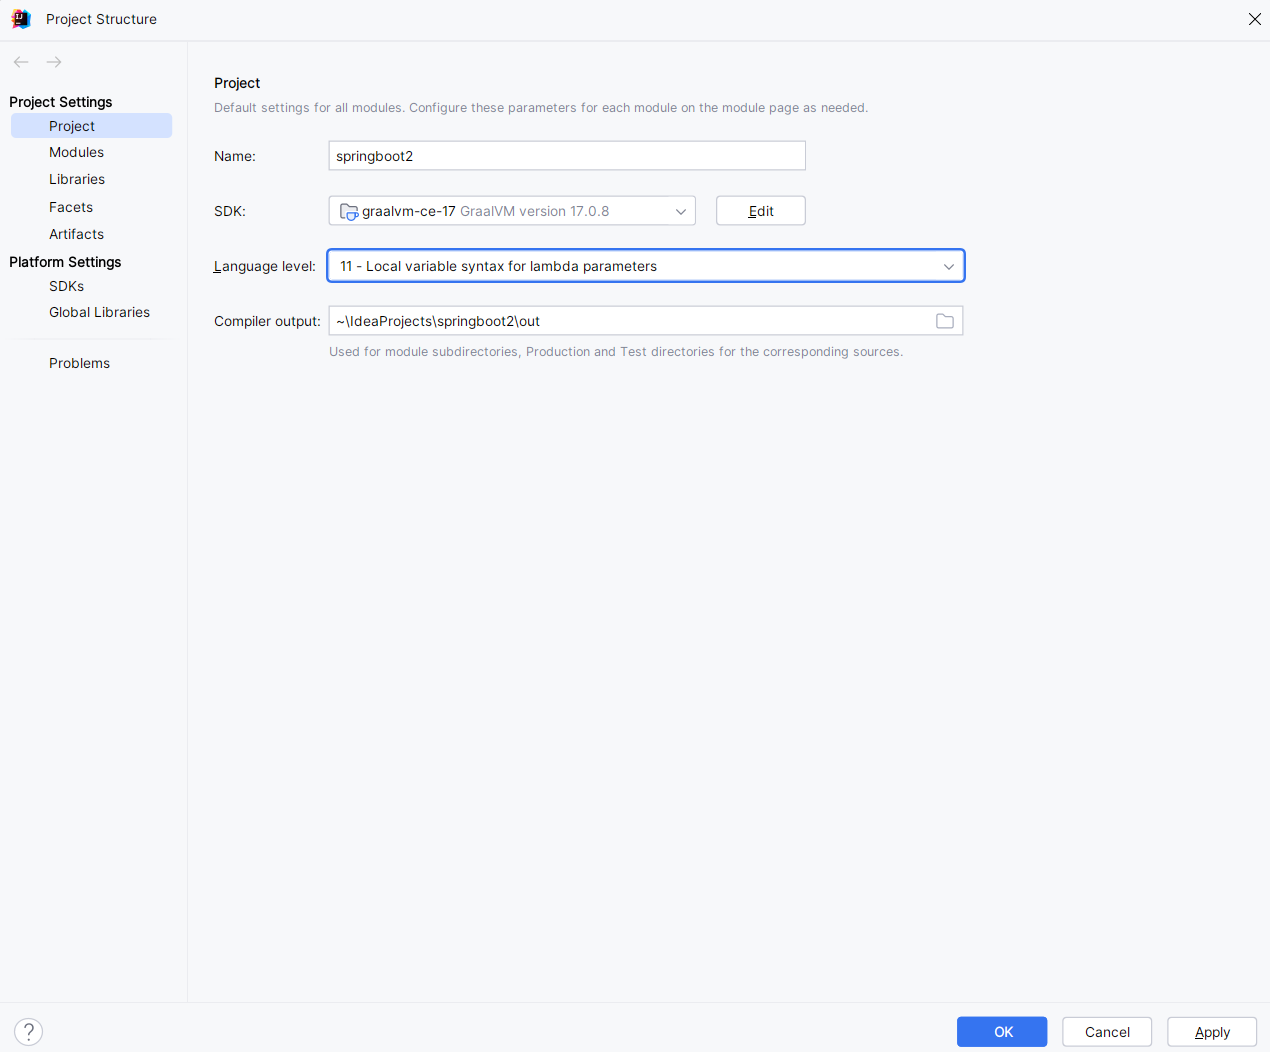 Project Structure
Project Settings
Project
Modules
Libraries
Facets
Artifacts
Platform Settings
SDKs
Global Libraries
Problems
Project
Default settings for all modules. Configure these parameters for each module on the module page as needed.
Name: springboot2
SDK: graalvm-ce-17 GraalVM version 17.0.8 Edit
Language level: 11 - Local variable syntax for lambda parameters
Compiler output: ~\IdeaProjects\springboot2\out
Used for module subdirectories, Production and Test directories for the corresponding sources.
? OK Cancel Apply